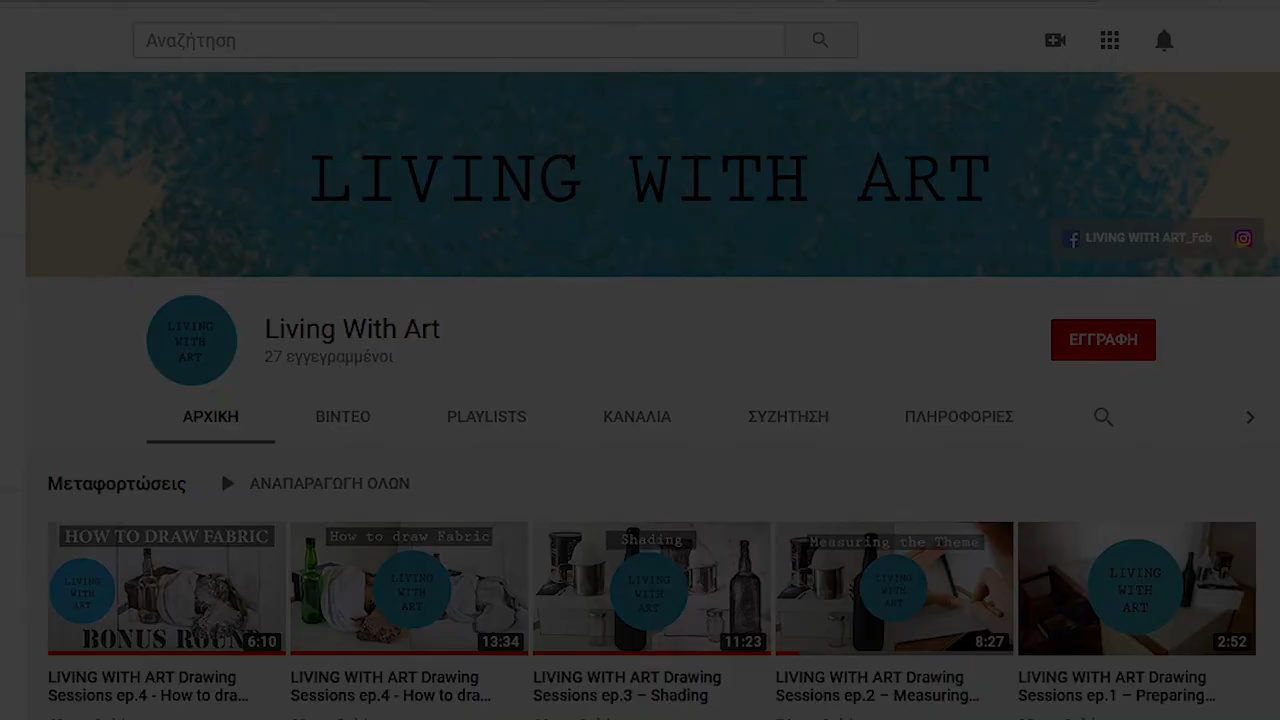 Αναζήτηση
LIVING WITH ART
LIVING WITH ART_Fcb
LIVING
WITH
ART
Living With Art
27 εγγεγραμμένοι
ΕΓΓΡΑΦΗ
ΑΡΧΙΚΗ ΒΙΝΤΕΟ PLAYLISTS ΚΑΝΑΛΙΑ ΣΥΖΗΤΗΣΗ ΠΛΗΡΟΦΟΡΙΕΣ
Μεταφορτώσεις ΑΝΑΠΑΡΑΓΩΓΗ ΟΛΩΝ
HOW TO DRAW FABRIC
LIVING
WITH
ART
BONUS ROUN
6:10
LIVING WITH ART Drawing
Sessions ep.4 - How to dra...
How to draw Fabric
LIVING
WITH
ART
13:34
LIVING WITH ART Drawing
Sessions ep.4 - How to dra...
Shading
LIVING
WITH
ART
11:23
LIVING WITH ART Drawing
Sessions ep.3 – Shading
Measuring the Theme
LIVING
WITH
ART
8:27
LIVING WITH ART Drawing
Sessions ep.2 – Measuring...
LIVING
WITH
ART
2:52
LIVING WITH ART Drawing
Sessions ep.1 – Preparing...